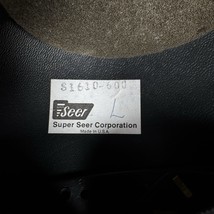 S1610-600
Seer
L
Super Seer Corporation
Made In U.S.A.